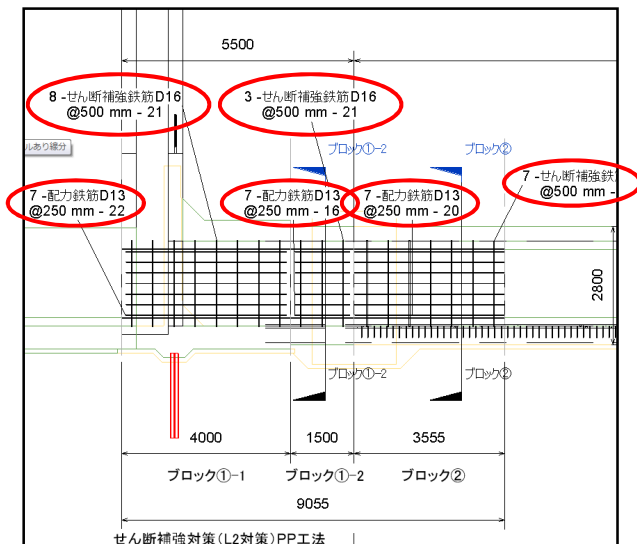 5500
8 -せん断補強鉄筋D16
@500 mm - 21
3 -せん断補強鉄筋D16
@500 mm - 21
ルあり線分
ブロック①-2
ブロック②
7 -せん断補強鉄
@500 mm -
7 -配力鉄筋D13
@250 mm - 22
7 -配力鉄筋D13
@250 mm - 16
7 -配力鉄筋D13
@250 mm - 20
2800
ブロック①-2
ブロック②
4000
1500
3555
ブロック①-1
ブロック①-2
ブロック②
9055
せん断補強対策(L2対策)PP工法